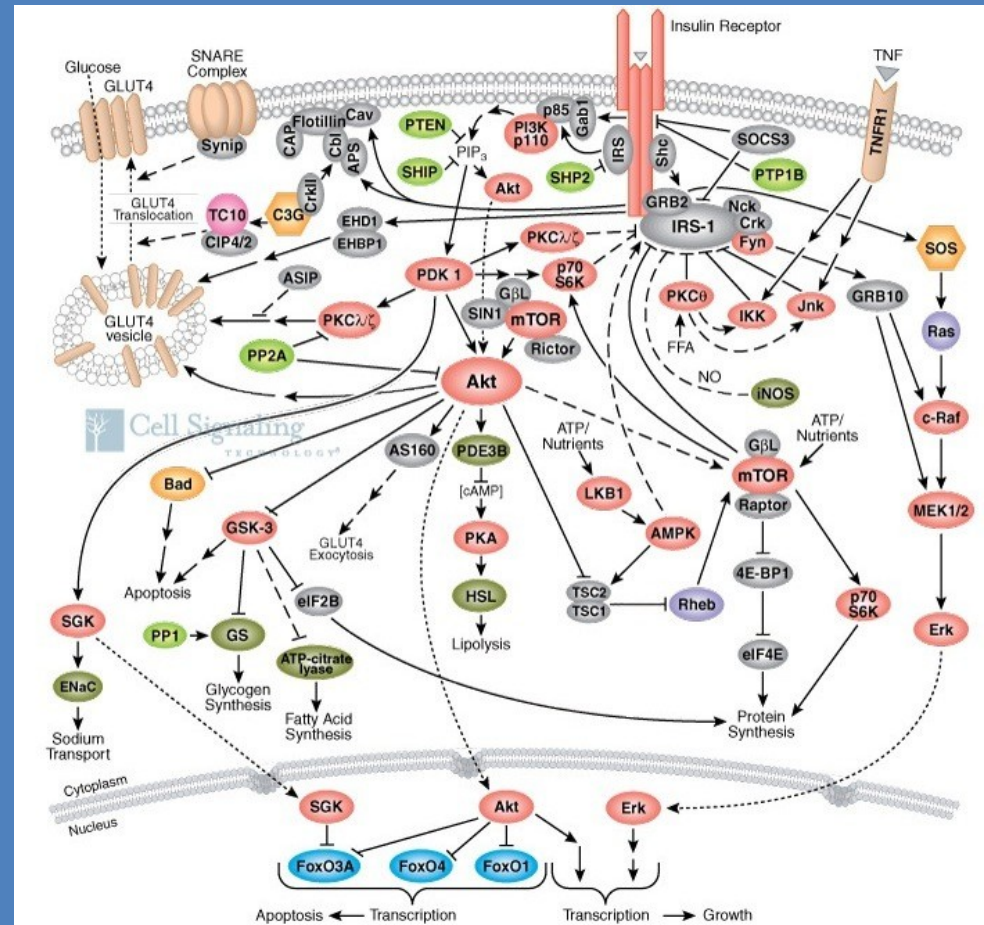 Insulin Receptor
TNF
SNARE
Complex
Glucose
GLUT4
TNFR1
Synip
CAP
Flotillin
Cav
Cbl
APS
CrkII
PTEN
PIP3
SHIP
Akt
p85
Gab1
PI3K
p110
SHP2
IRS
Shc
SOCS3
PTP1B
GRB2
IRS-1
Nck
Crk
Fyn
GLUT4
Translocation
TC10
CIP4/2
C3G
EHD1
EHBP1
PKCλ/ζ
SOS
ASIP
PDK 1
p70
S6K
GβL
SIN1
mTOR
Rictor
PKCθ
IKK
Jnk
FFA
GRB10
Ras
GLUT4
vesicle
PKCλ/ζ
PP2A
Akt
NO
iNOS
c-Raf
Cell Signaling
TECHNOLOGY®
AS160
PDE3B
[cAMP]
ATP/
Nutrients
LKB1
AMPK
GβL
mTOR
Raptor
ATP/
Nutrients
MEK1/2
Bad
GSK-3
GLUT4
Exocytosis
PKA
HSL
Lipolysis
TSC2
TSC1
Rheb
4E-BP1
p70
S6K
eIF4E
Protein
Synthesis
Erk
Apoptosis
eIF2B
SGK
PP1
GS
ATP-citrate
lyase
ENaC
Glycogen
Synthesis
Fatty Acid
Synthesis
Sodium
Transport
Cytoplasm
Nucleus
SGK
Akt
Erk
FoxO3A
FoxO4
FoxO1
Apoptosis
Transcription
Transcription
Growth